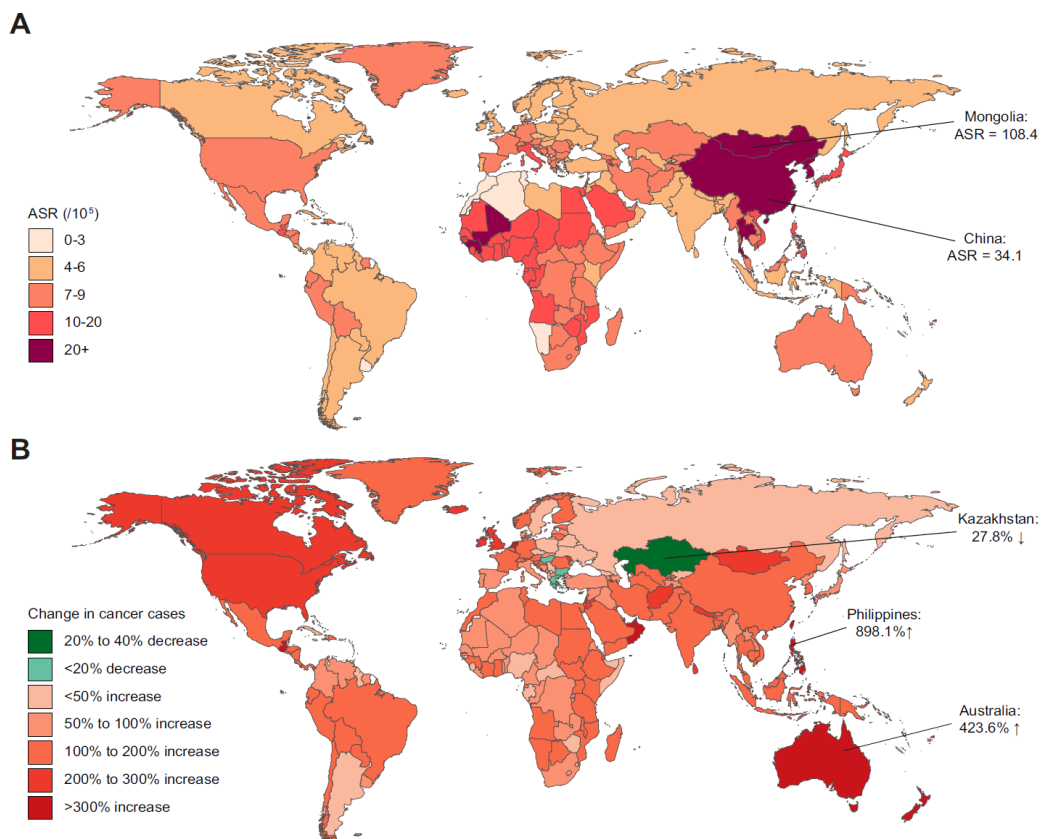 A
Mongolia:
ASR = 108.4
ASR (/10⁵)
0-3
4-6
7-9
10-20
20+
China:
ASR = 34.1
B
Kazakhstan:
27.8% ↓
Change in cancer cases
20% to 40% decrease
<20% decrease
<50% increase
50% to 100% increase
100% to 200% increase
200% to 300% increase
>300% increase
Philippines:
898.1%↑
Australia:
423.6% ↑